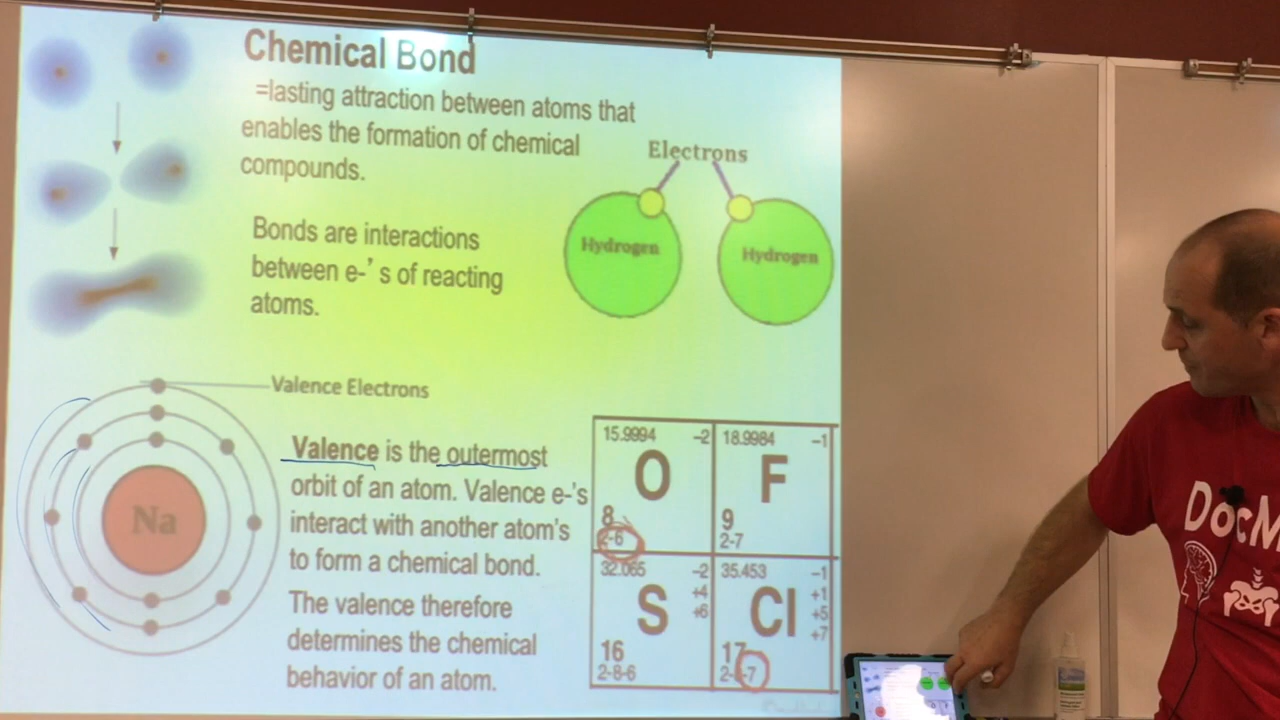 Chemical Bond
=lasting attraction between atoms that
enables the formation of chemical
compounds.
Electrons
Hydrogen
Hydrogen
Bonds are interactions
between e-’ s of reacting
atoms.
Valence Electrons
Na
Valence is the outermost
orbit of an atom. Valence e-'s
interact with another atom's
to form a chemical bond.
The valence therefore
determines the chemical
behavior of an atom.
15.9994 –2
O
8
2-6
18.9984 –1
F
9
2-7
32.065 –2
+4
+6
S
16
2-8-6
35.453 –1
+1
+5
+7
Cl
17
DocM